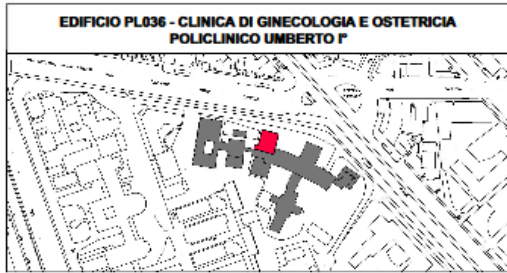 EDIFICIO PL036 - CLINICA DI GINECOLOGIA E OSTETRICIA
POLICLINICO UMBERTO I°